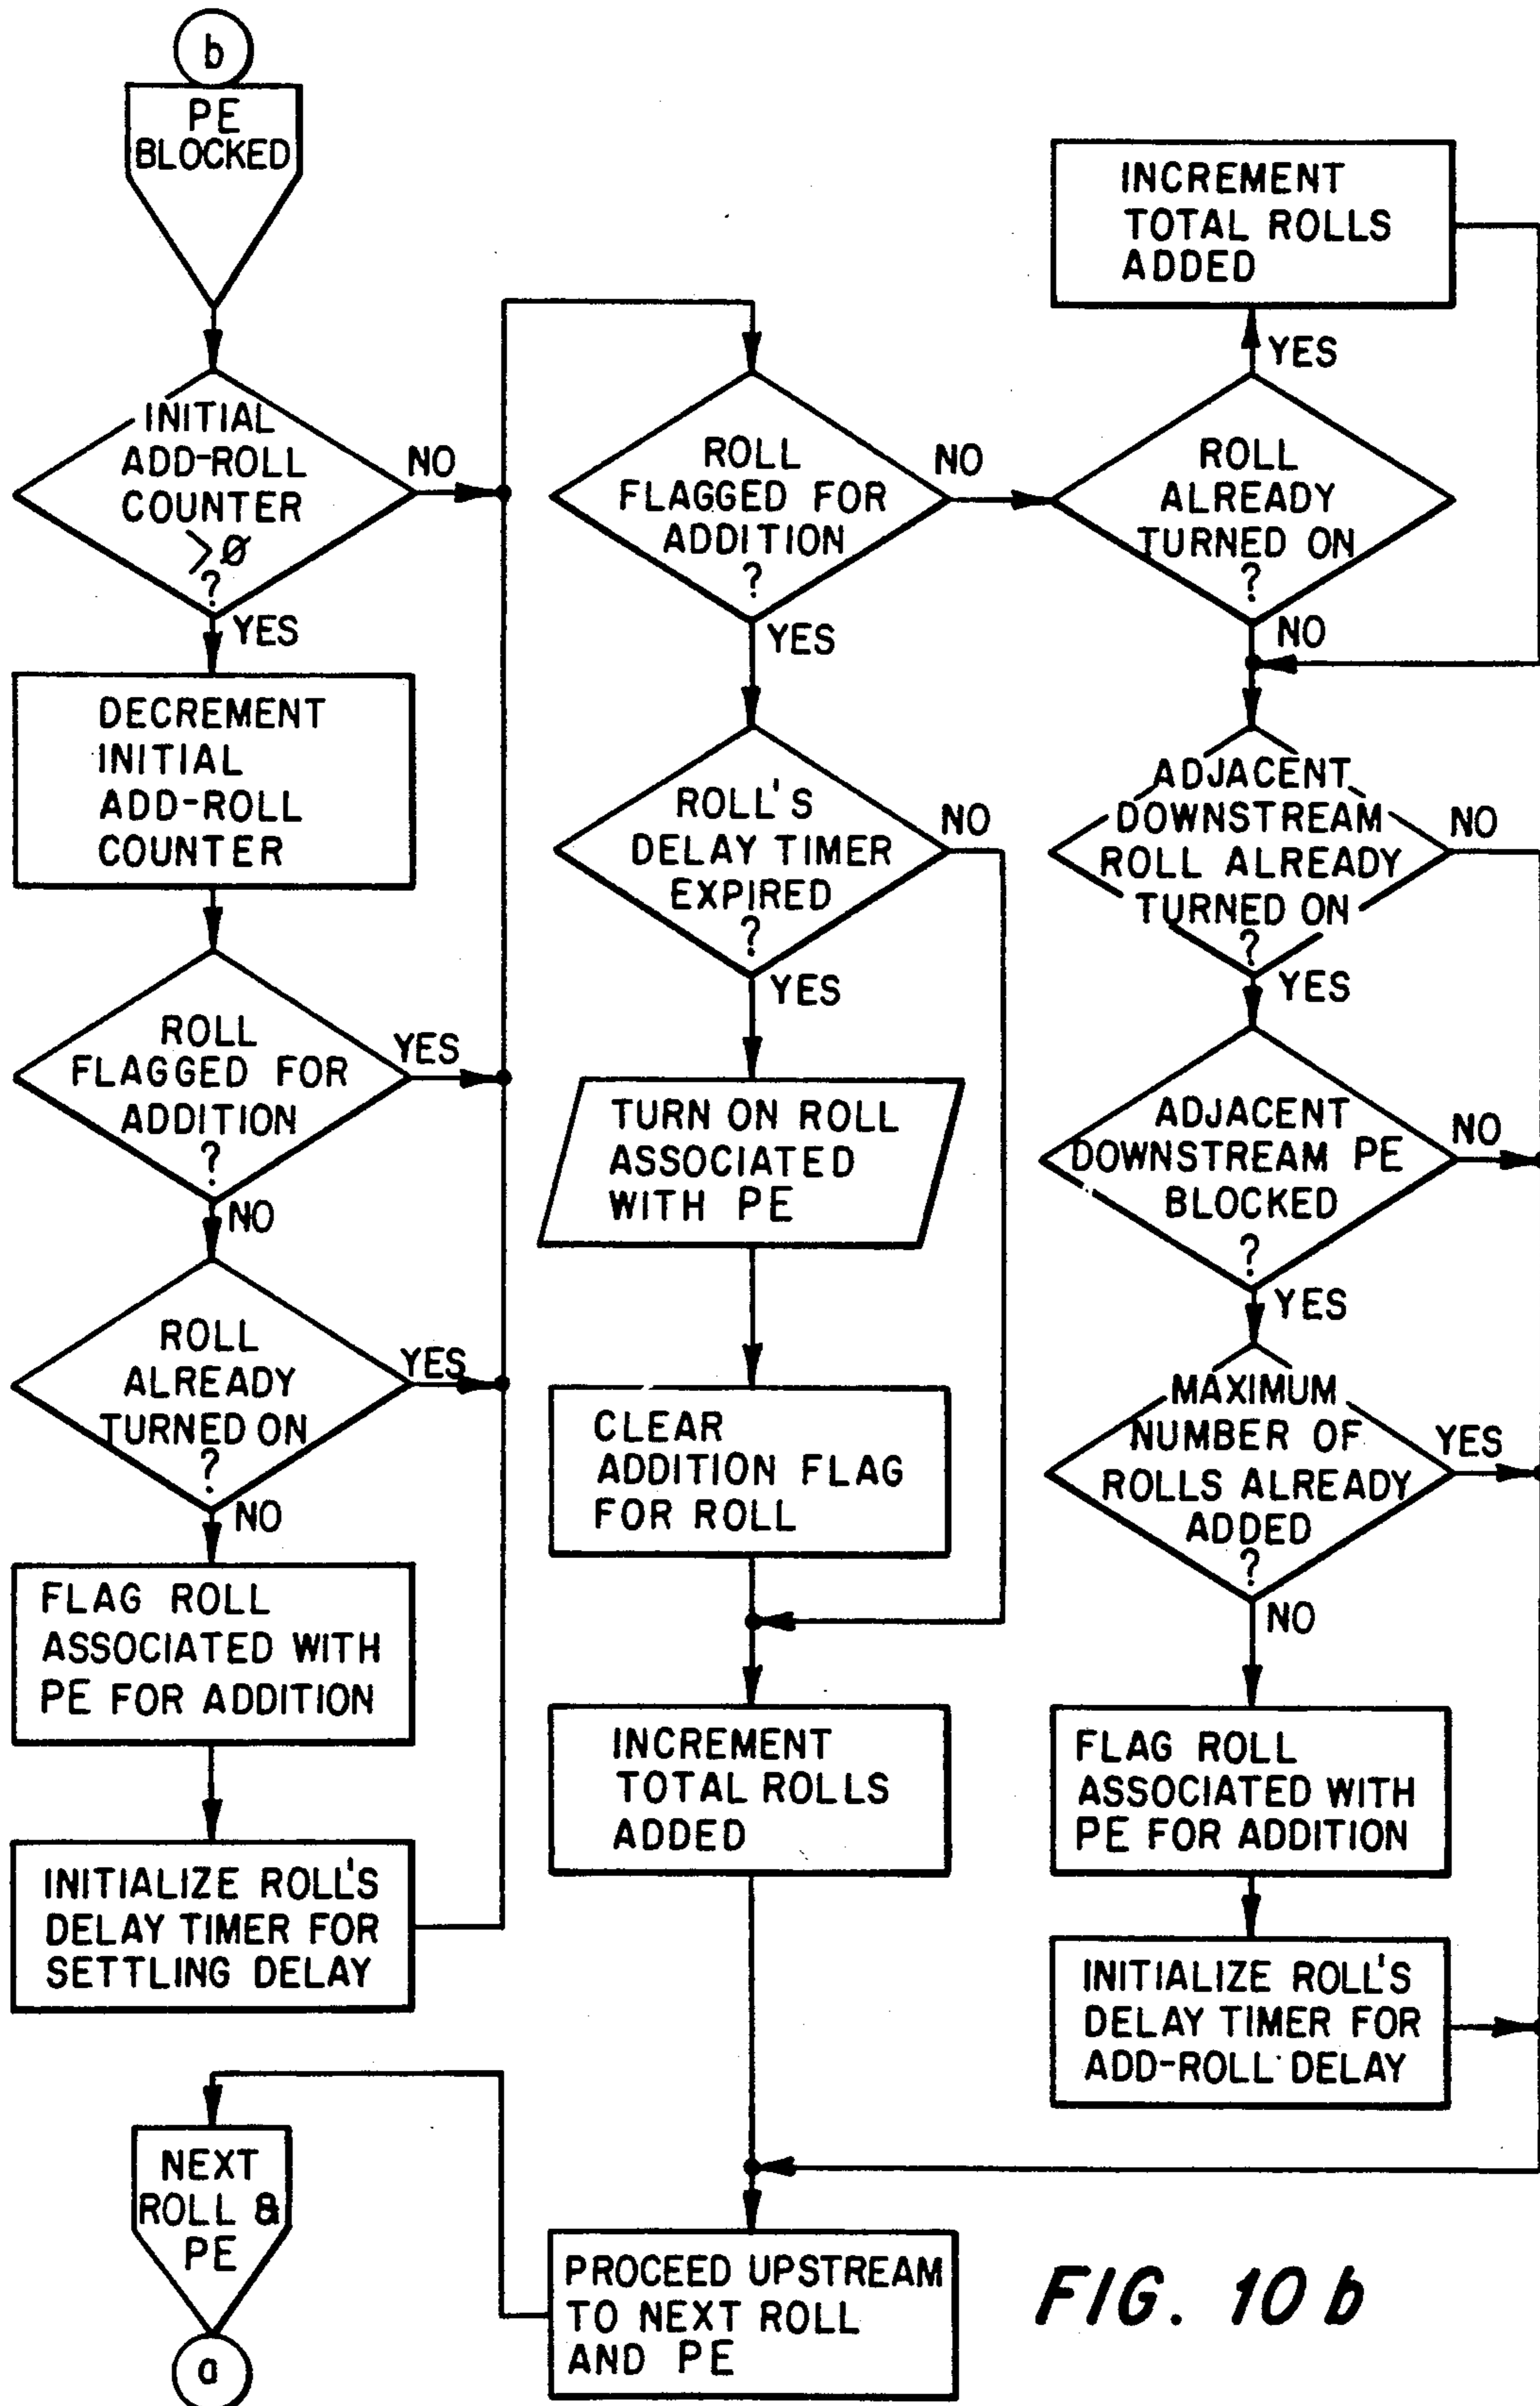 b
PE
BLOCKED
INITIAL
ADD-ROLL
COUNTER
>Ø
?
NO
YES
DECREMENT
INITIAL
ADD-ROLL
COUNTER
ROLL
FLAGGED FOR
ADDITION
?
YES
NO
ROLL
ALREADY
TURNED ON
?
YES
NO
FLAG ROLL
ASSOCIATED WITH
PE FOR ADDITION
INITIALIZE ROLL'S
DELAY TIMER FOR
SETTLING DELAY
ROLL
FLAGGED FOR
ADDITION
?
NO
YES
ROLL'S
DELAY TIMER
EXPIRED
?
NO
YES
TURN ON ROLL
ASSOCIATED
WITH PE
CLEAR
ADDITION FLAG
FOR ROLL
INCREMENT
TOTAL ROLLS
ADDED
INCREMENT
TOTAL ROLLS
ADDED
YES
ROLL
ALREADY
TURNED ON
?
NO
ADJACENT
DOWNSTREAM
ROLL ALREADY
TURNED ON
?
NO
YES
ADJACENT
DOWNSTREAM PE
BLOCKED
?
NO
YES
MAXIMUM
NUMBER OF
ROLLS ALREADY
ADDED
?
YES
NO
FLAG ROLL
ASSOCIATED WITH
PE FOR ADDITION
INITIALIZE ROLL'S
DELAY TIMER FOR
ADD-ROLL DELAY
PROCEED UPSTREAM
TO NEXT ROLL
AND PE
NEXT
ROLL &
PE
a
FIG. 10b